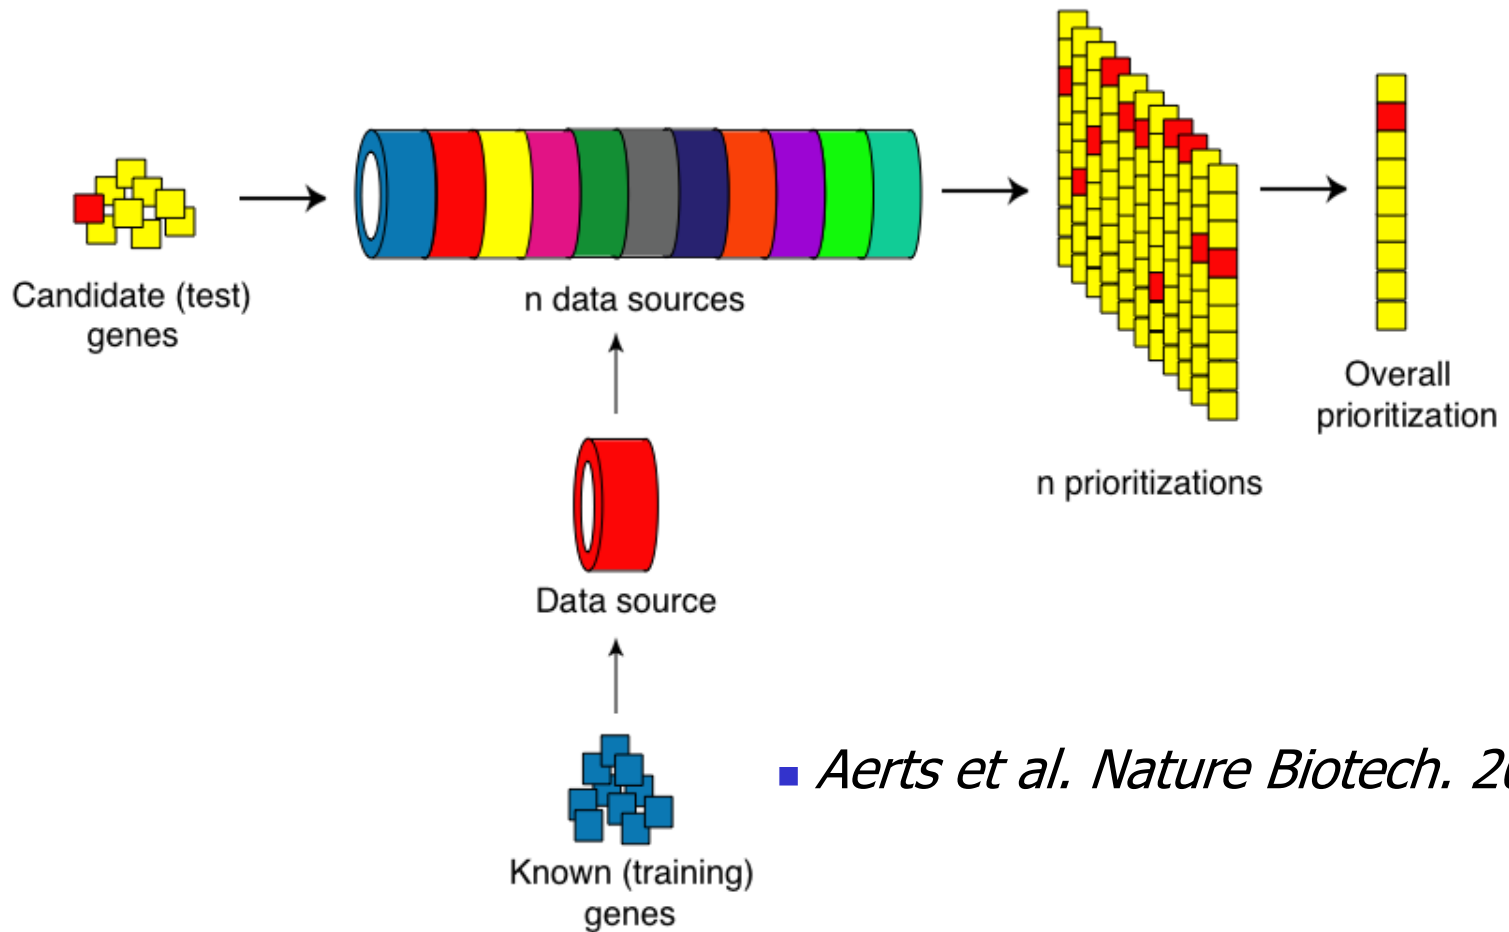 Candidate (test)
genes
n data sources
Overall
prioritization
n prioritizations
Data source
Aerts et al. Nature Biotech.
Known (training)
genes